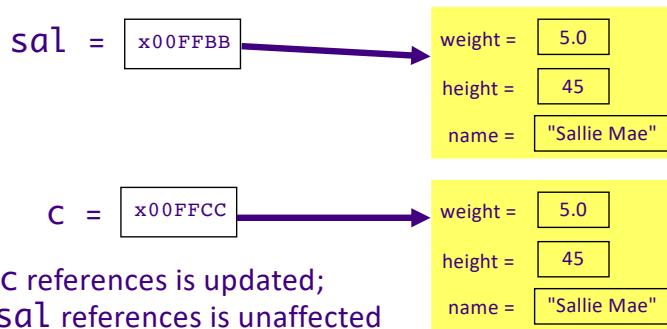 sal = x00FFBB
weight = 5.0
height = 45
name = "Sallie Mae"
c = x00FFCC
weight = 5.0
height = 45
name = "Sallie Mae"
c references is updated;
sal references is unaffected